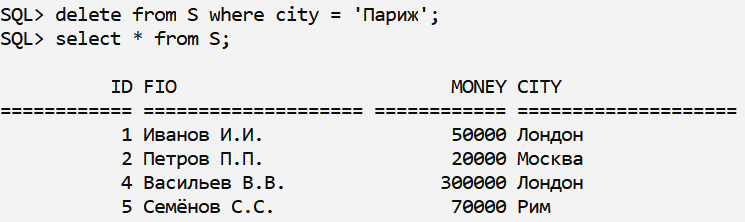 SQL> delete from S where city = 'Париж';
SQL> select * from S;
ID FIO MONEY CITY
============ ==================== ============ ====================
1 Иванов И.И. 50000 Лондон
2 Петров П.П. 20000 Москва
4 Васильев В.В. 300000 Лондон
5 Семёнов С.С. 70000 Рим